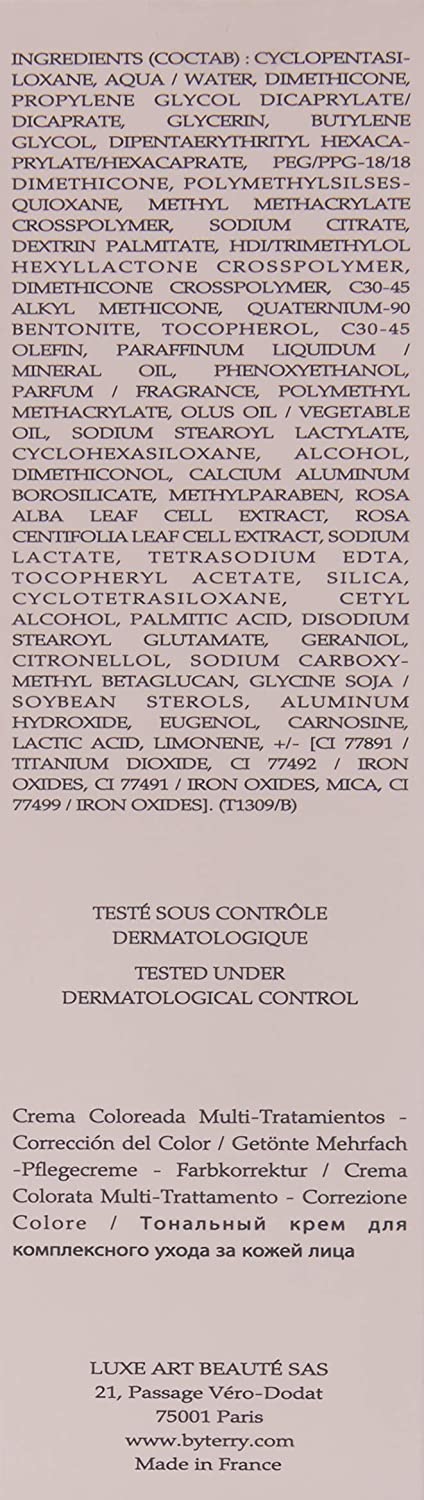 INGREDIENTS (СОСТАВ) : CYCLOPENTASI-
LOXANE, AQUA / WATER, DIMETHICONE,
PROPYLENE GLYCOL DICAPRYLATE/
DICAPRATE, GLYCERIN, BUTYLENE
GLYCOL, DIPENTAERYTHRITYL HEXACA-
PRYLATE/HEXACAPRATE, PEG/PPG-18/18
DIMETHICONE, POLYMETHYLSILSES-
QUIOXANE, METHYL METHACRYLATE
CROSSPOLYMER, SODIUM CITRATE,
DEXTRIN PALMITATE, HDI/TRIMETHYLOL
HEXYLLACTONE CROSSPOLYMER,
DIMETHICONE CROSSPOLYMER, C30-45
ALKYL METHICONE, QUATERNIUM-90
BENTONITE, TOCOPHEROL, C30-45
OLEFIN, PARAFFINUM LIQUIDUM /
MINERAL OIL, PHENOXYETHANOL,
PARFUM / FRAGRANCE, POLYMETHYL
METHACRYLATE, OLUS OIL / VEGETABLE
OIL, SODIUM STEAROYL LACTYLATE,
CYCLOHEXASILOXANE, ALCOHOL,
DIMETHICONOL, CALCIUM ALUMINUM
BOROSILICATE, METHYLPARABEN, ROSA
ALBA LEAF CELL EXTRACT, ROSA
CENTIFOLIA LEAF CELL EXTRACT, SODIUM
LACTATE, TETRASODIUM EDTA,
TOCOPHERYL ACETATE, SILICA,
CYCLOTETRASILOXANE, CETYL
ALCOHOL, PALMITIC ACID, DISODIUM
STEAROYL GLUTAMATE, GERANIOL,
CITRONELLOL, SODIUM CARBOXY-
METHYL BETAGLUCAN, GLYCINE SOJA /
SOYBEAN STEROLS, ALUMINUM
HYDROXIDE, EUGENOL, CARNOSINE,
LACTIC ACID, LIMONENE, +/- [CI 77891 /
TITANIUM DIOXIDE, CI 77492 / IRON
OXIDES, CI 77491 / IRON OXIDES, MICA, CI
77499 / IRON OXIDES]. (T1309/B)
TESTÉ SOUS CONTRÔLE
DERMATOLOGIQUE
TESTED UNDER
DERMATOLOGICAL CONTROL
Crema Coloreada Multi-Tratamientos -
Corrección del Color / Getönte Mehrfach
-Pflegecreme - Farbkorrektur / Crema
Colorata Multi-Trattamento - Correzione
Colore / Тональный крем для
комплексного ухода за кожей лица
LUXE ART BEAUTÉ SAS
21, Passage Véro-Dodat
75001 Paris
www.byterry.com
Made in France